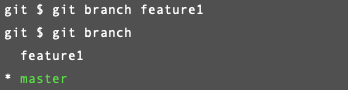 git $ git branch feature1
git $ git branch
  feature1
* master